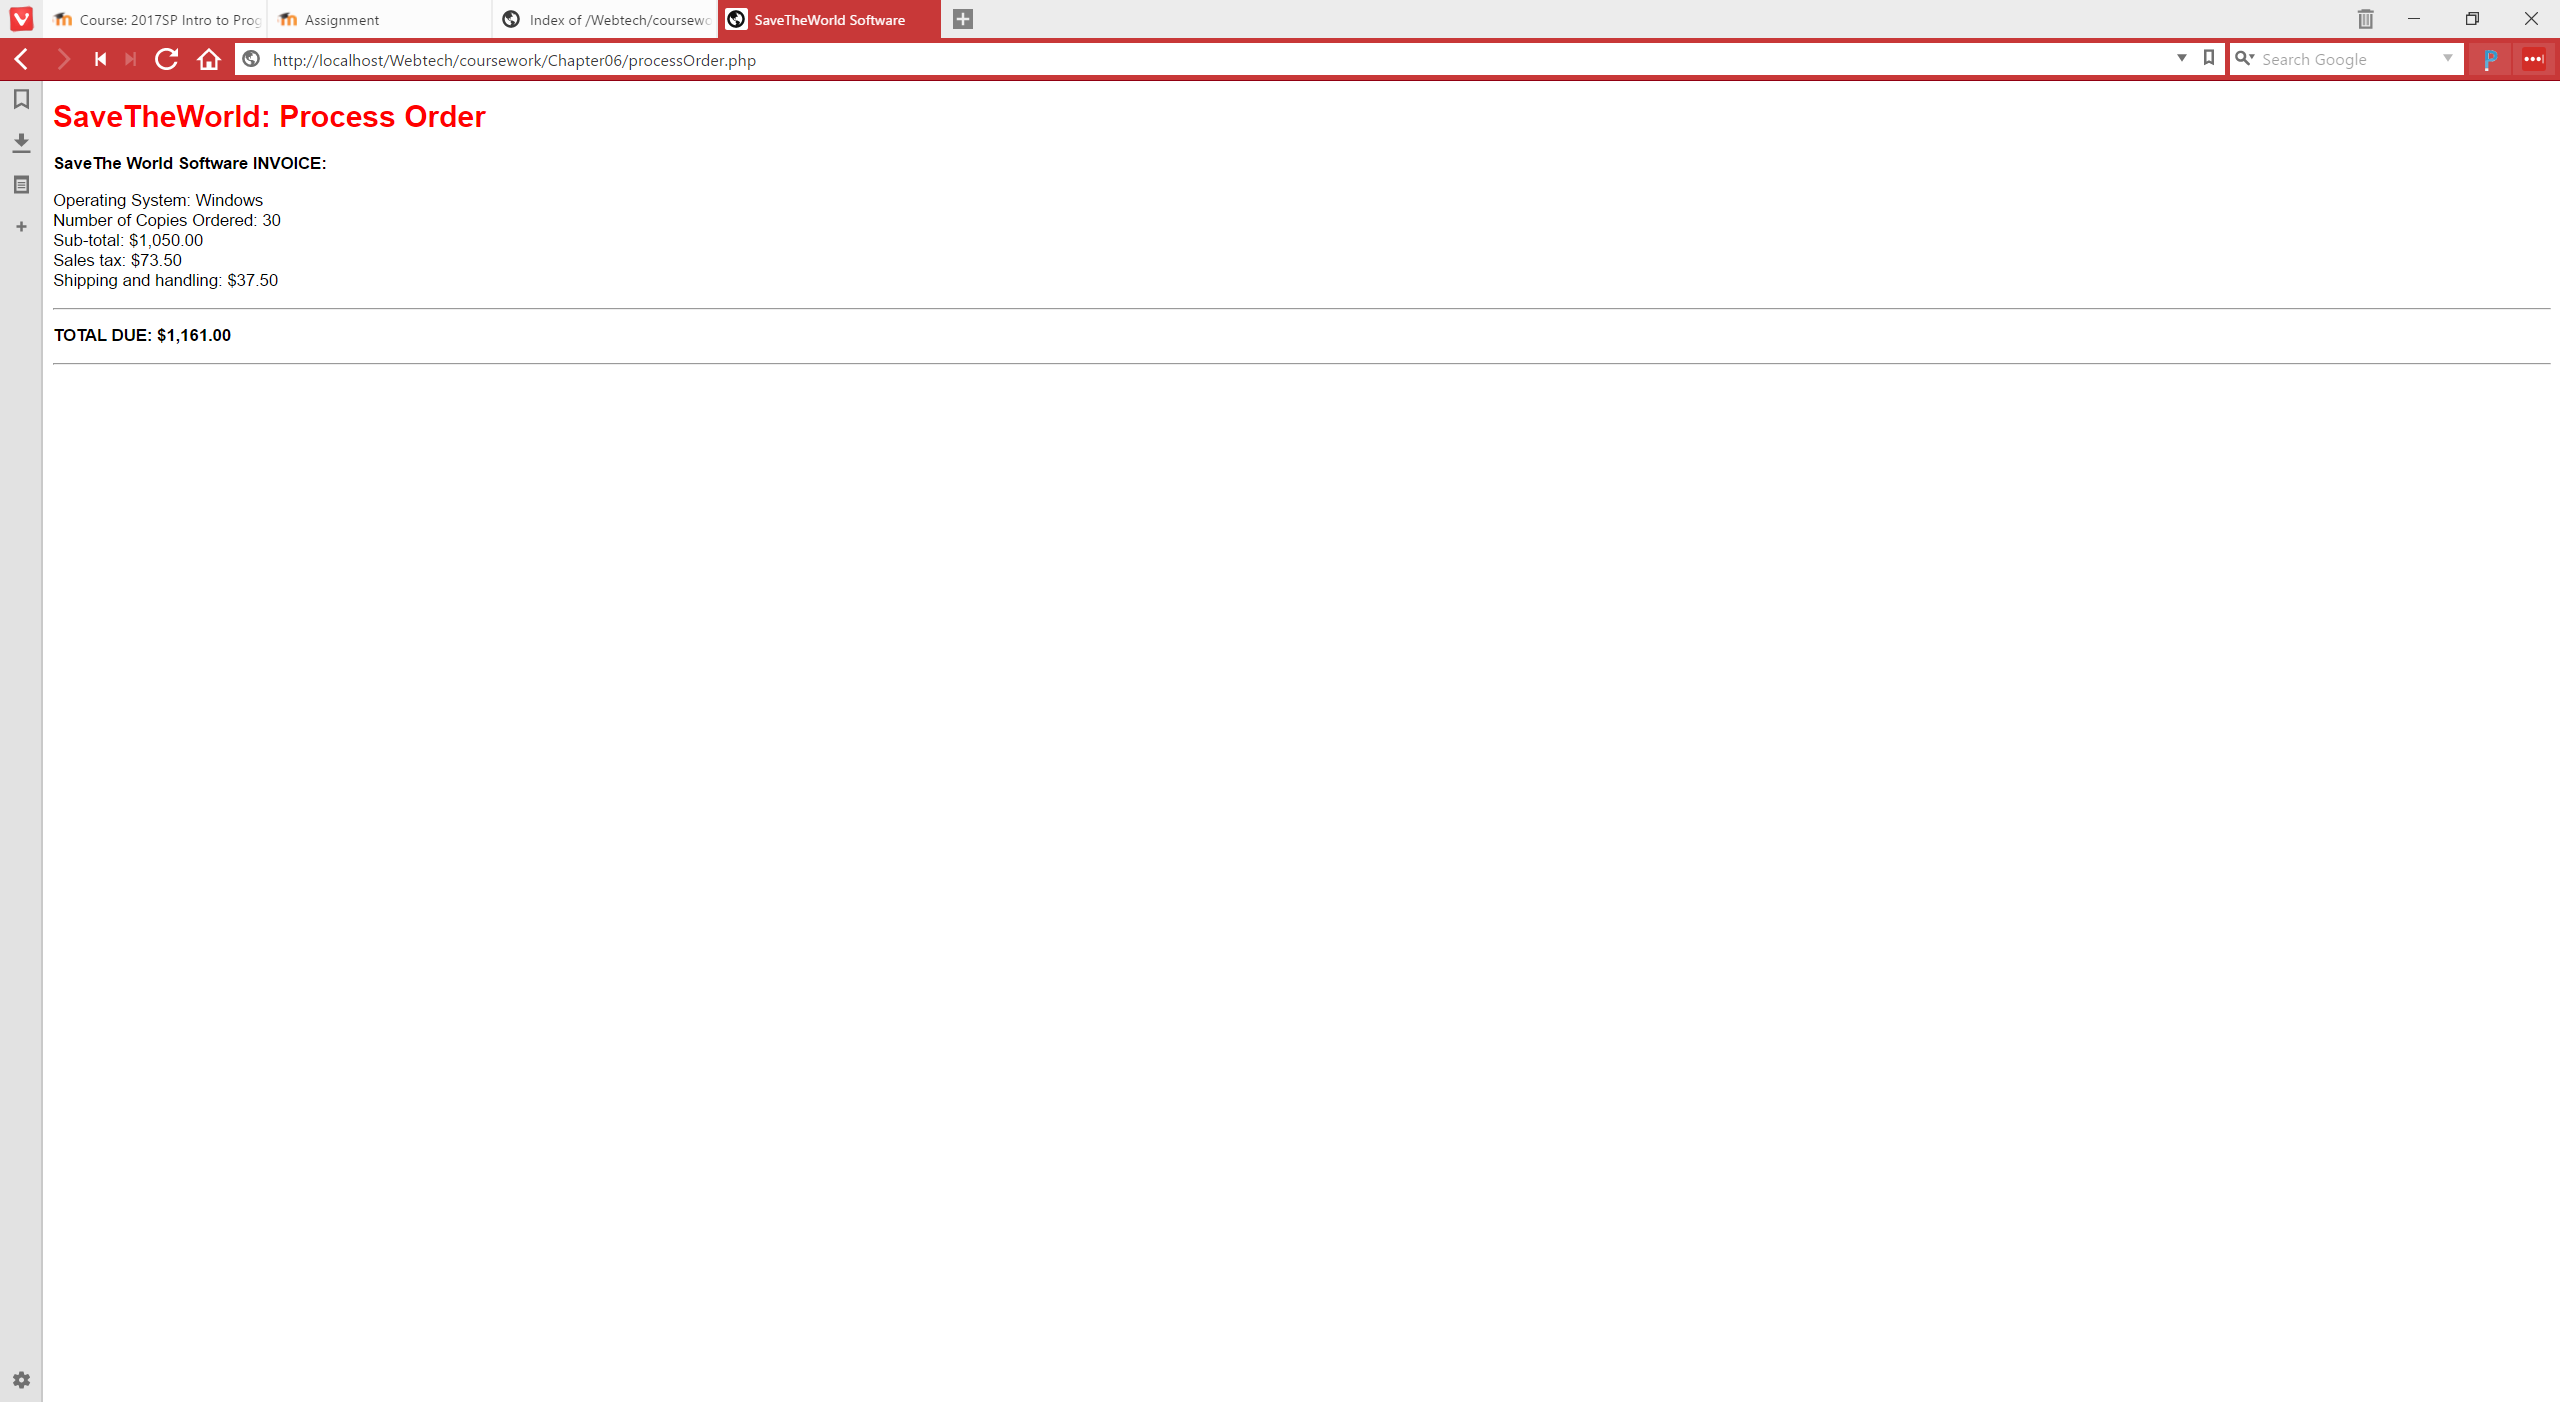 Course: 2017SP Intro to Prog
Assignment
Index of /Webtech/coursewo
SaveTheWorld Software
http://localhost/Webtech/coursework/Chapter06/processOrder.php
Search Google
SaveTheWorld: Process Order
SaveThe World Software INVOICE:
Operating System: Windows
Number of Copies Ordered: 30
Sub-total: $1,050.00
Sales tax: $73.50
Shipping and handling: $37.50
TOTAL DUE: $1,161.00